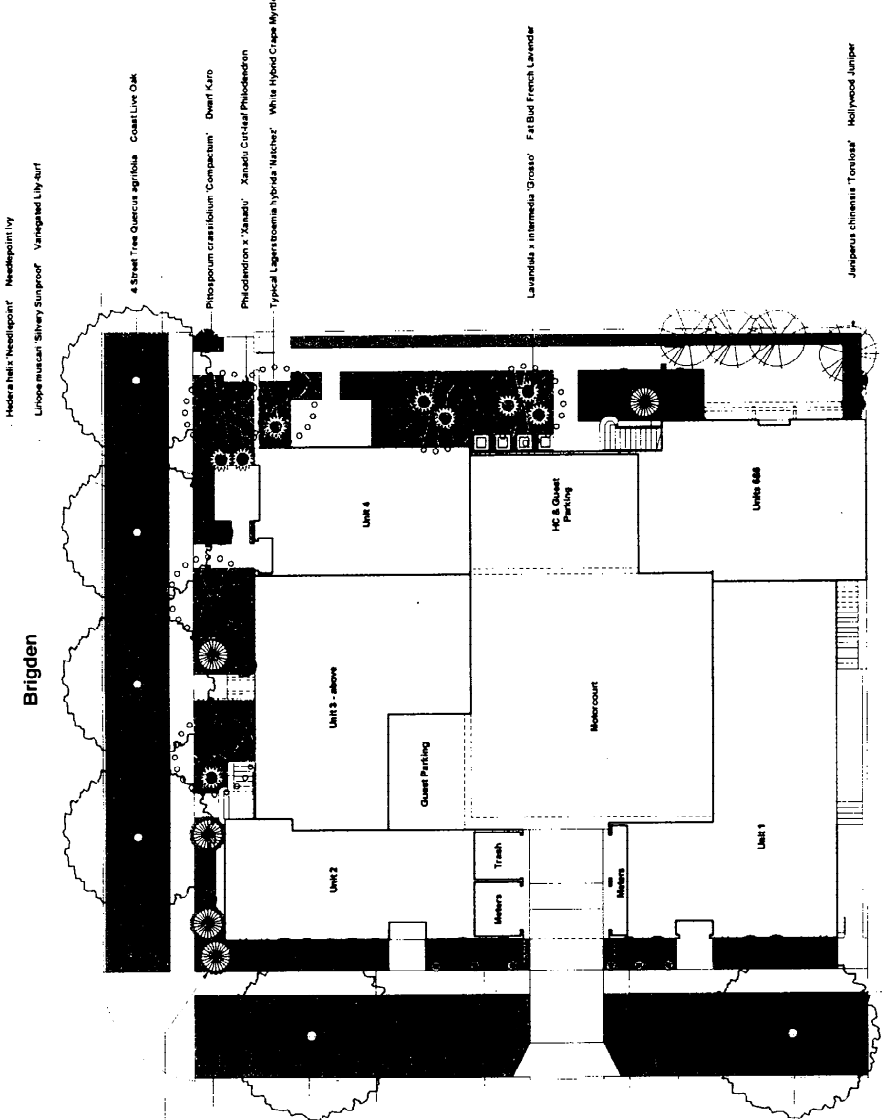 Hedera helix 'Needlepoint' Needlepoint Ivy
Liriope muscari 'Silvery Sunproof' Variegated Lily-turf
4 Street Tree Quercus agrifolia Coast Live Oak
Pittosporum crassifolium 'Compactum' Dwarf Karo
Philodendron x 'Xanadu' Xanadu Cut-leaf Philodendron
Typical Lagerstroemia hybrida 'Natchez' White Hybrid Crape Myrtle
Lavandula x intermedia 'Grosso' Fat Bud French Lavender
Juniperus chinensis 'Torulosa' Hollywood Juniper
Brigden
Unit 4
HC & Guest
Parking
Units 6&5
Unit 3 - above
Guest Parking
Motorcourt
Unit 2
Trash
Meters
Meters
Unit 1